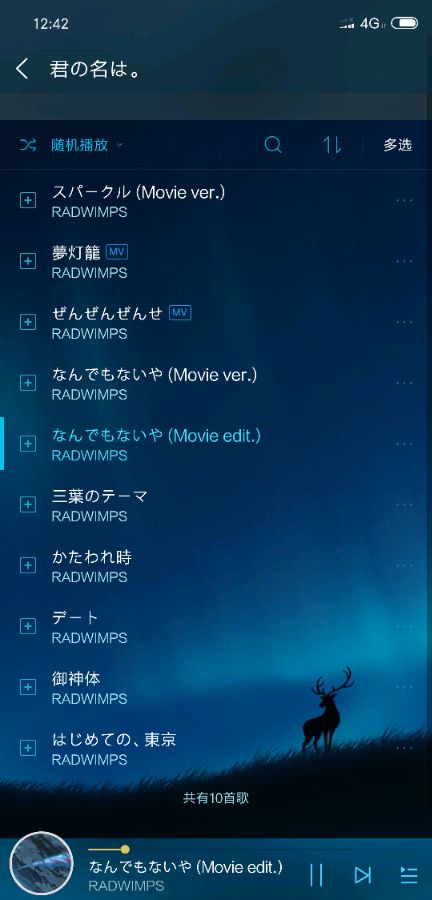 12:42
4G
君の名は。
随机播放
多选
スパークル (Movie ver.)
RADWIMPS
夢灯籠 MV
RADWIMPS
ぜんぜんぜんせ MV
RADWIMPS
なんでもないや (Movie ver.)
RADWIMPS
なんでもないや (Movie edit.)
RADWIMPS
三葉のテーマ
RADWIMPS
かたわれ時
RADWIMPS
デート
RADWIMPS
御神体
RADWIMPS
はじめての、東京
RADWIMPS
共有10首歌
なんでもないや (Movie edit.)
RADWIMPS